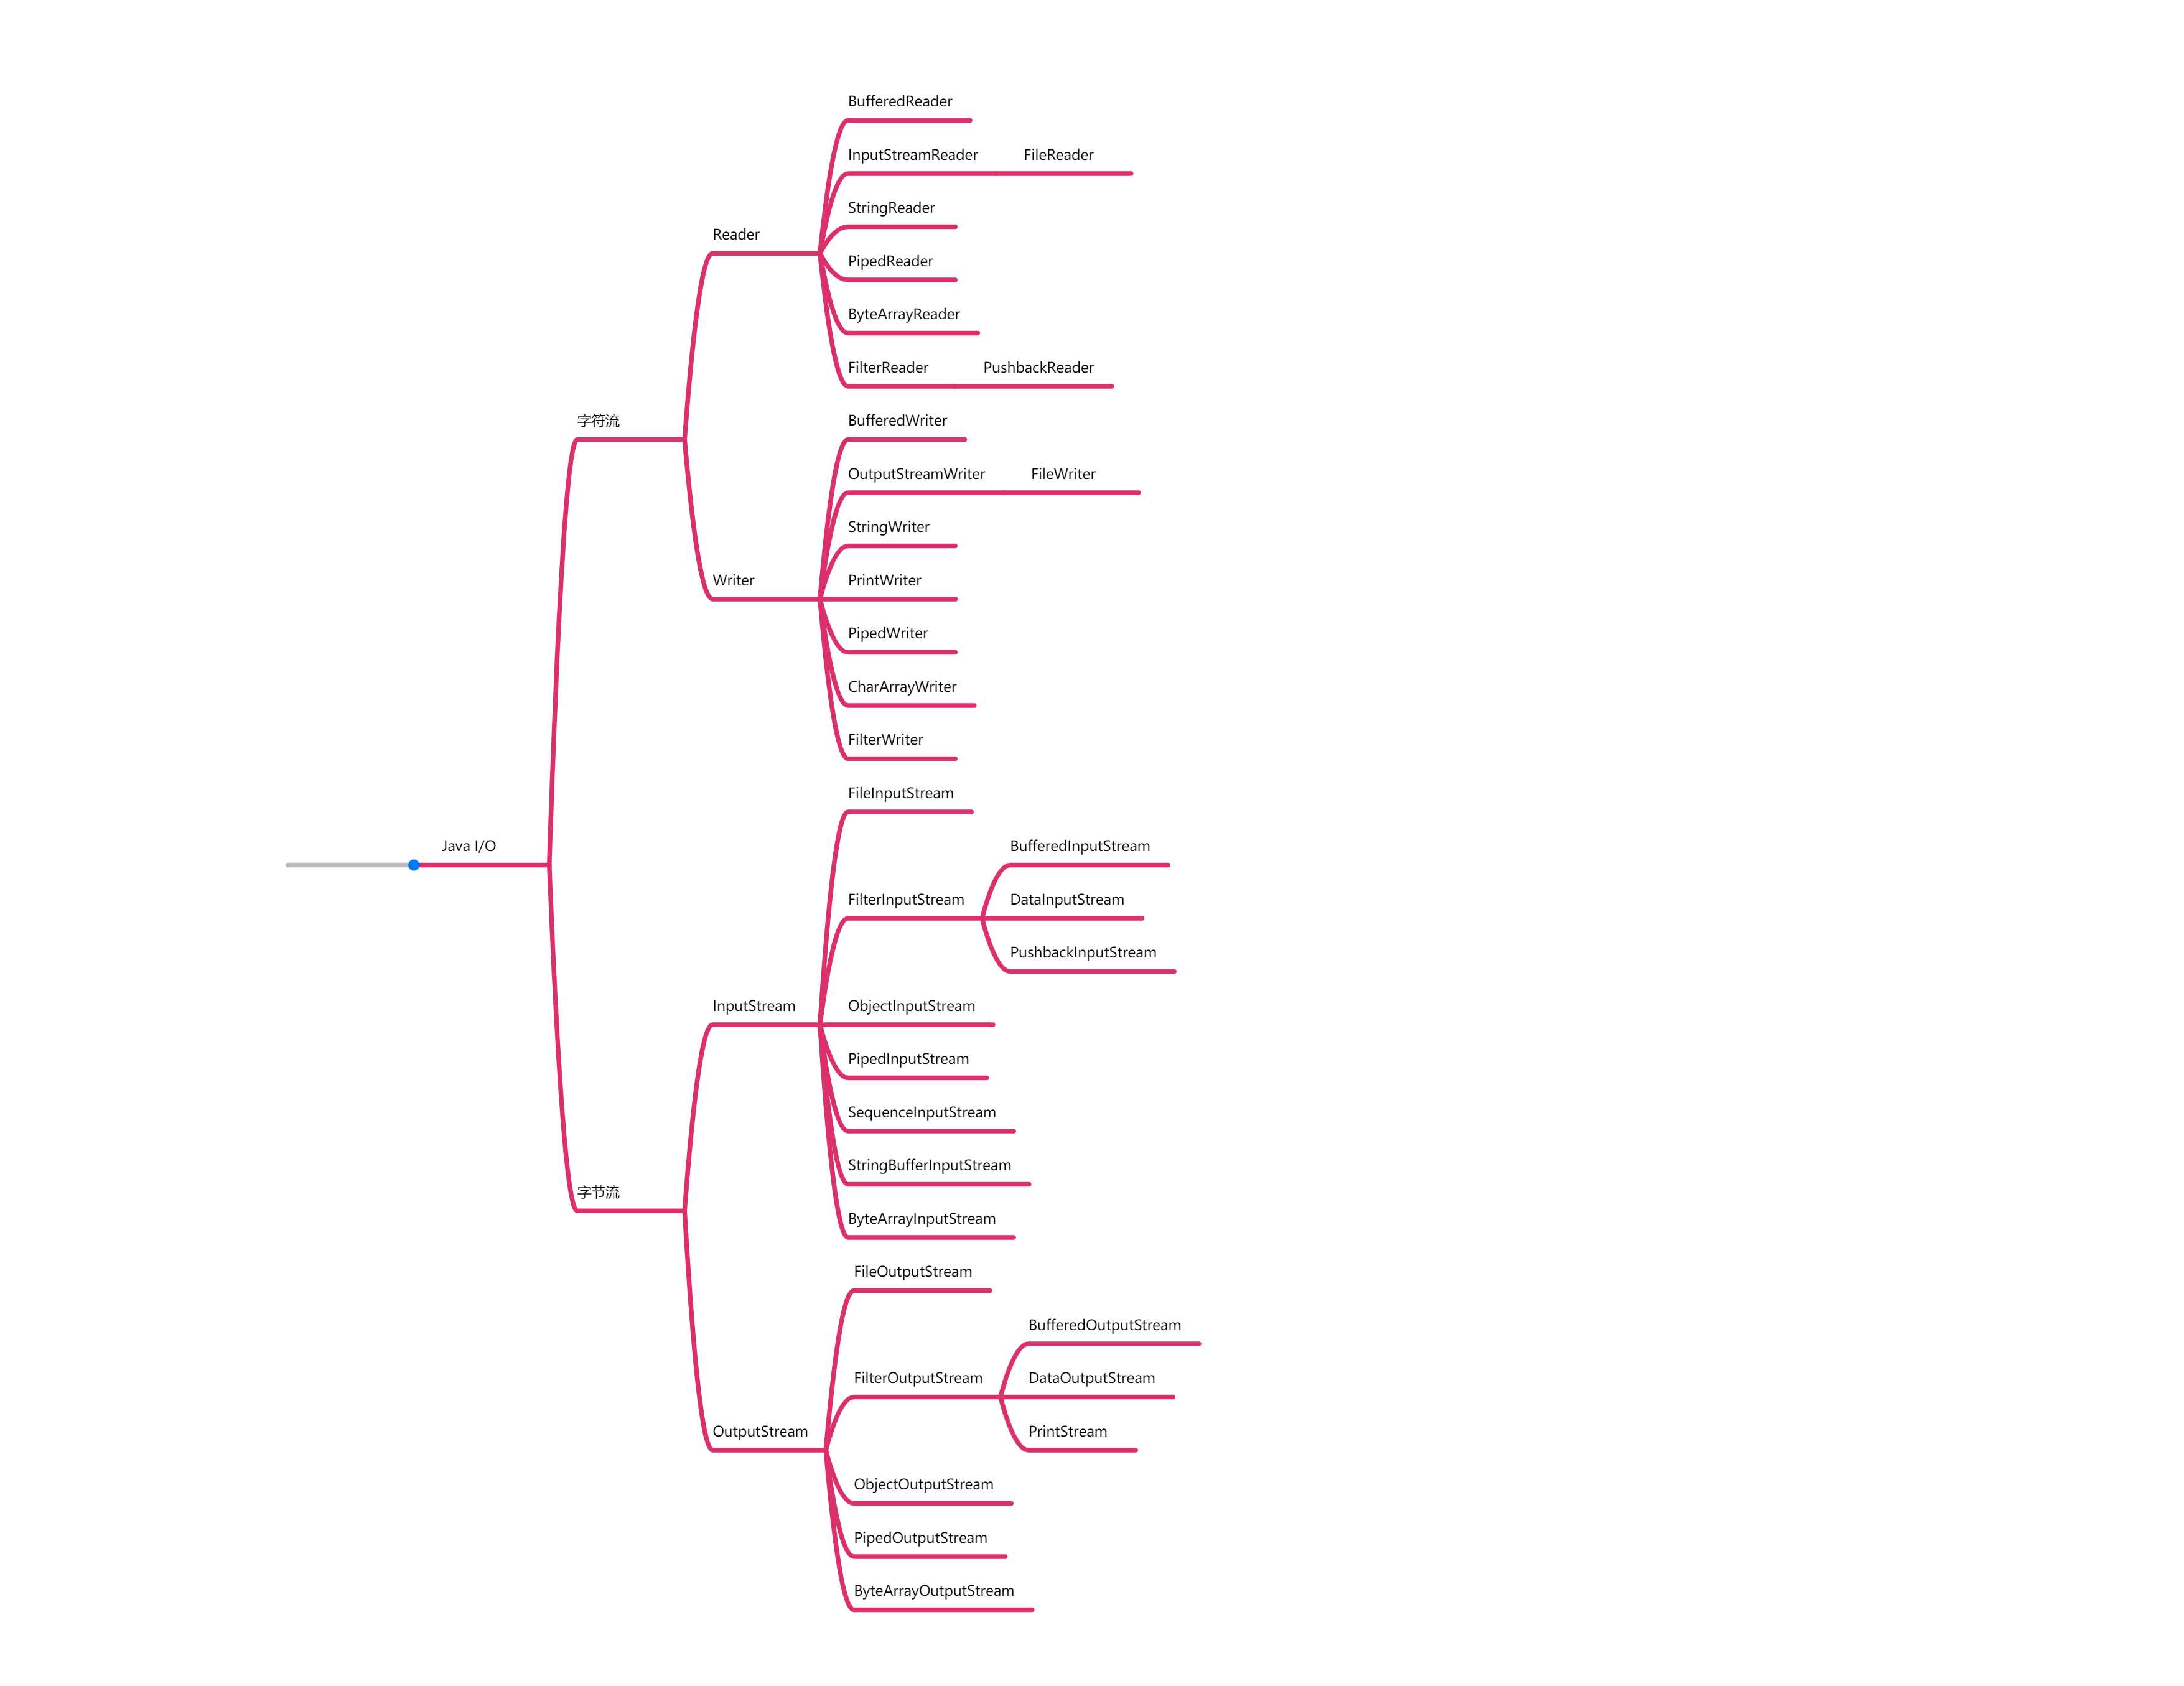 Java I/O
字符流
Reader
BufferedReader
InputStreamReader
FileReader
StringReader
PipedReader
ByteArrayReader
FilterReader
PushbackReader
Writer
BufferedWriter
OutputStreamWriter
FileWriter
StringWriter
PrintWriter
PipedWriter
CharArrayWriter
FilterWriter
字节流
InputStream
FileInputStream
FilterInputStream
BufferedInputStream
DataInputStream
PushbackInputStream
ObjectInputStream
PipedInputStream
SequenceInputStream
StringBufferInputStream
ByteArrayInputStream
OutputStream
FileOutputStream
FilterOutputStream
BufferedOutputStream
DataOutputStream
PrintStream
ObjectOutputStream
PipedOutputStream
ByteArrayOutputStream